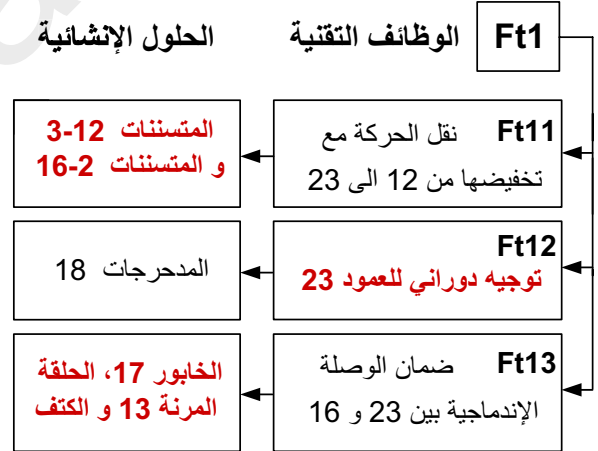 Ft1 الوظائف التقنية الحلول الإنشائية
Ft11 نقل الحركة مع
تخفيضها من 12 الى 23
المتسننات 12-3
و المتسننات 2-16
Ft12
توجيه دوراني للعمود 23
المدحرجات 18
Ft13 ضمان الوصلة
الإندماجية بين 23 و 16
الخابور 17، الحلقة
المرنة 13 و الكتف